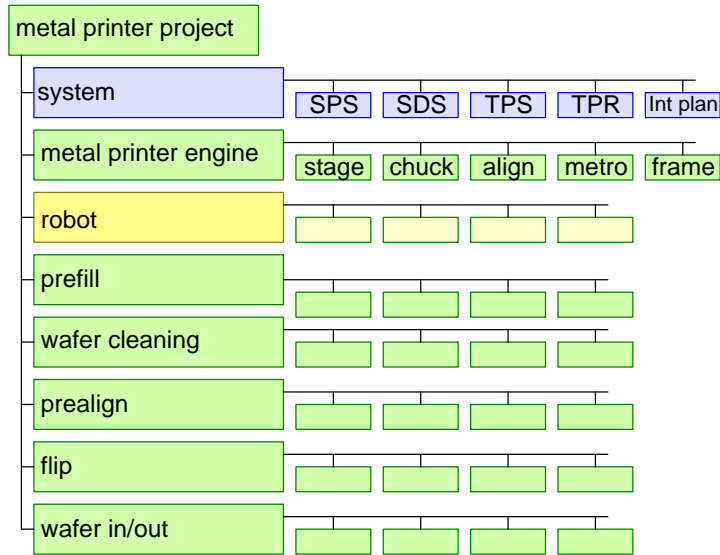 metal printer project
system
SPS SDS TPS TPR Int plan
metal printer engine
stage chuck align metro frame
robot
prefill
wafer cleaning
prealign
flip
wafer in/out